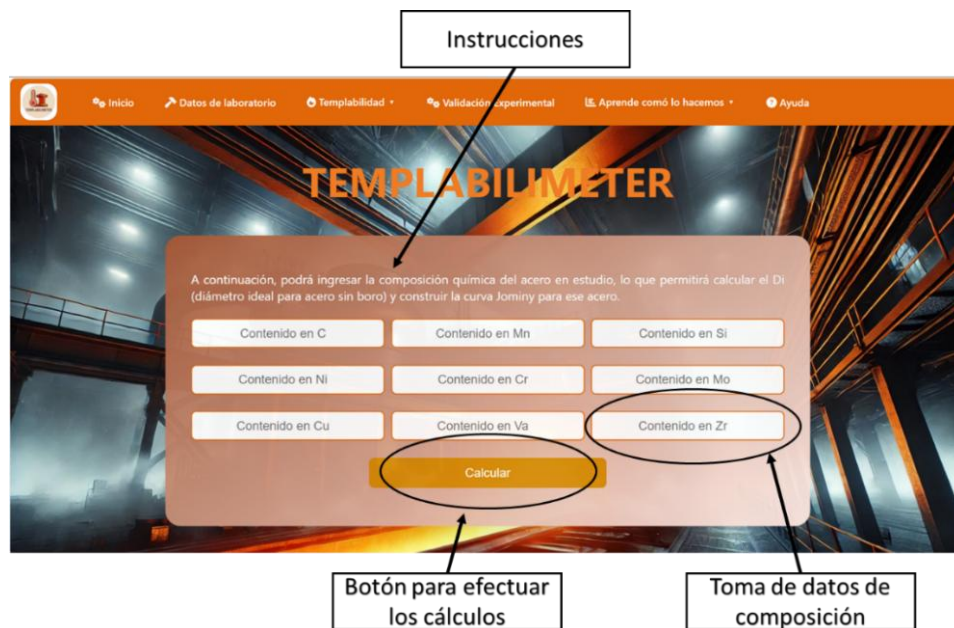 Instrucciones
Inicio
Datos de laboratorio
Templabilidad
Validación Experimental
Aprende comó lo hacemos
Ayuda
TEMPLABILIMETER
A continuación, podrá ingresar la composición química del acero en estudio, lo que permitirá calcular el Di
(diámetro ideal para acero sin boro) y construir la curva Jominy para ese acero.
Contenido en C
Contenido en Mn
Contenido en Si
Contenido en Ni
Contenido en Cr
Contenido en Mo
Contenido en Cu
Contenido en Va
Contenido en Zr
Calcular
Botón para efectuar
los cálculos
Toma de datos de
composición